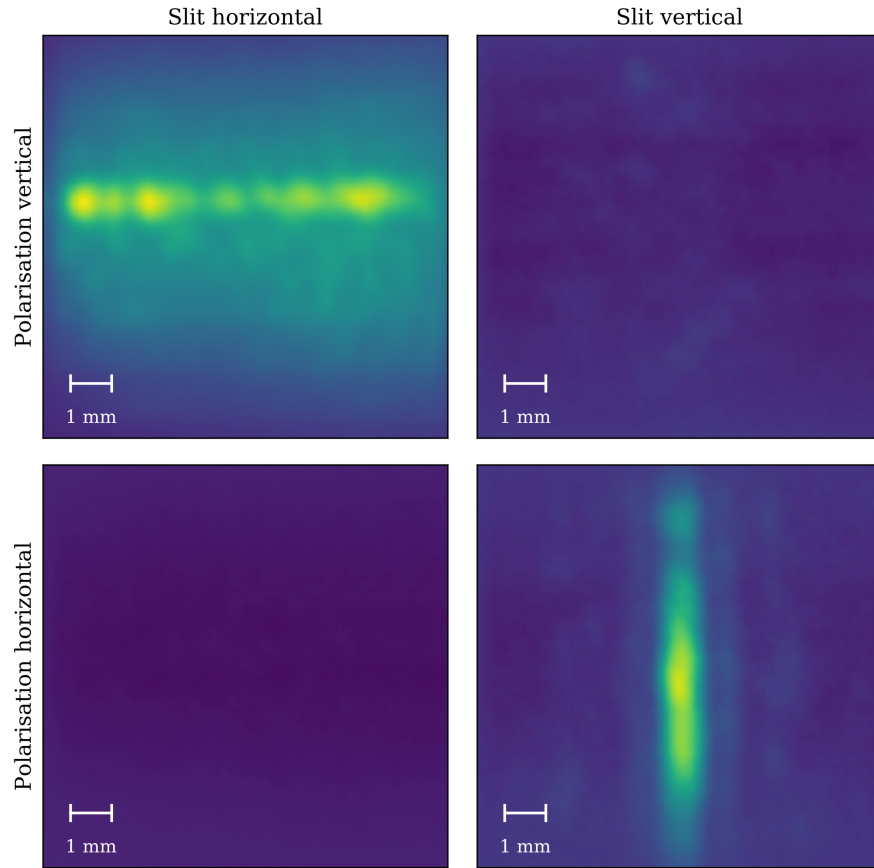 Slit horizontal
Slit vertical
Polarisation vertical
1 mm
1 mm
Polarisation horizontal
1 mm
1 mm